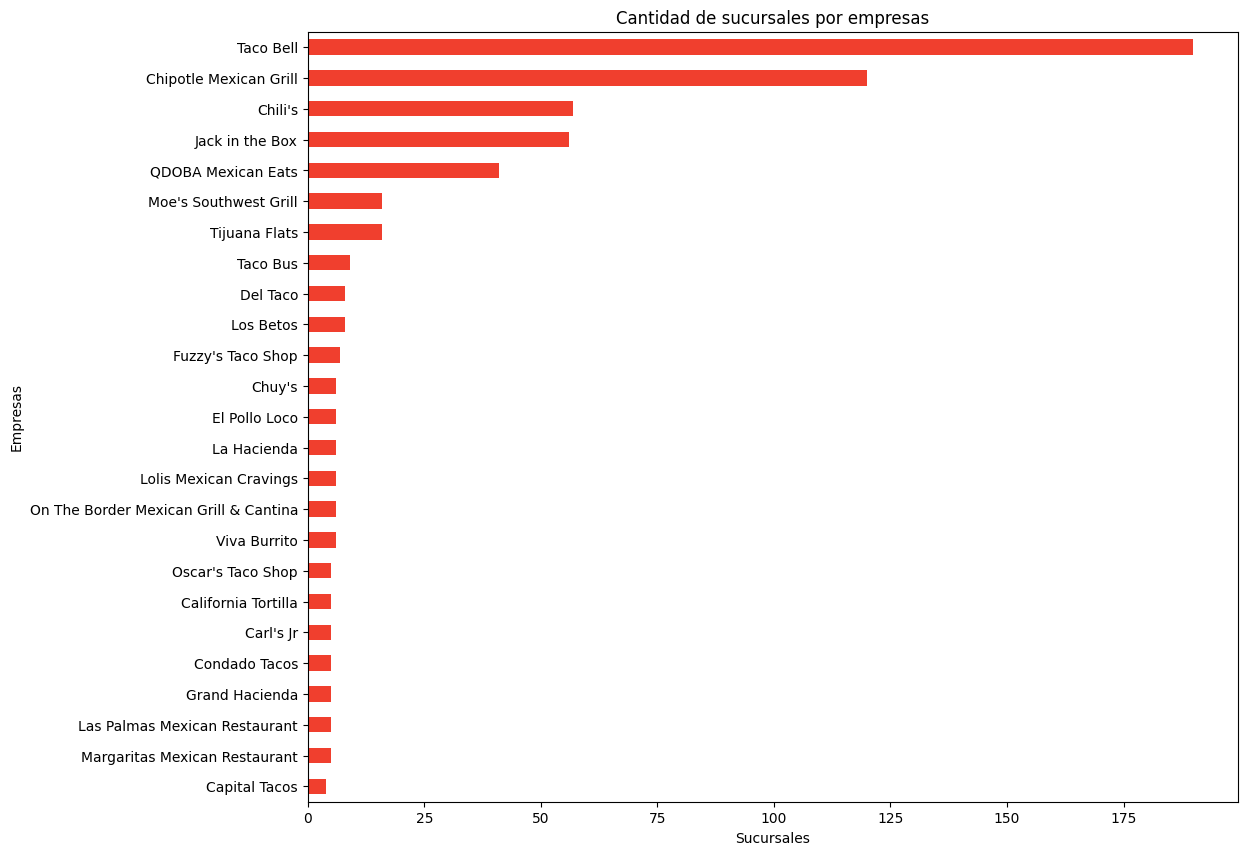 Cantidad de sucursales por empresas
Taco Bell
Chipotle Mexican Grill
Chili's
Jack in the Box
QDOBA Mexican Eats
Moe's Southwest Grill
Tijuana Flats
Taco Bus
Del Taco
Los Betos
Fuzzy's Taco Shop
Chuy's
El Pollo Loco
La Hacienda
Lolis Mexican Cravings
On The Border Mexican Grill & Cantina
Viva Burrito
Oscar's Taco Shop
California Tortilla
Carl's Jr
Condado Tacos
Grand Hacienda
Las Palmas Mexican Restaurant
Margaritas Mexican Restaurant
Capital Tacos
Empresas
0 25 50 75 100 125 150 175
Sucursales